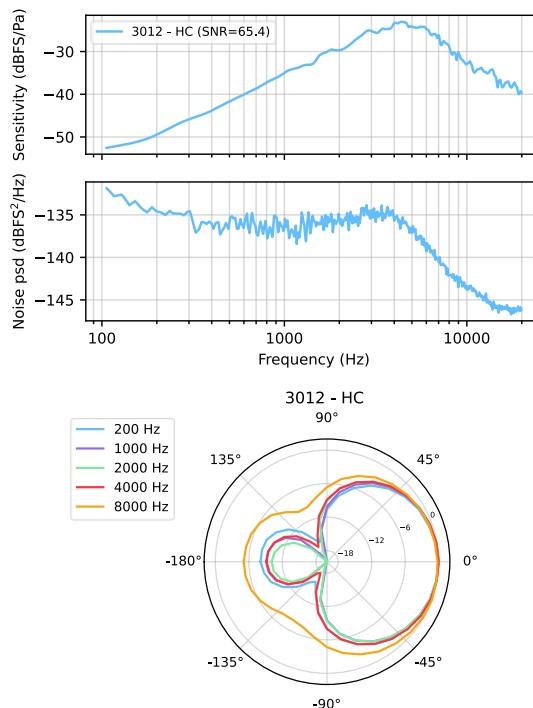 Sensitivity (dBFS/Pa)
−30
−40
−50
3012 - HC (SNR=65.4)
Noise psd (dBFS²/Hz)
−135
−140
−145
100
1000
10000
Frequency (Hz)
3012 - HC
200 Hz
1000 Hz
2000 Hz
4000 Hz
8000 Hz
90°
135°
45°
-180°
0°
-18
-12
-6
0
-135°
-45°
-90°